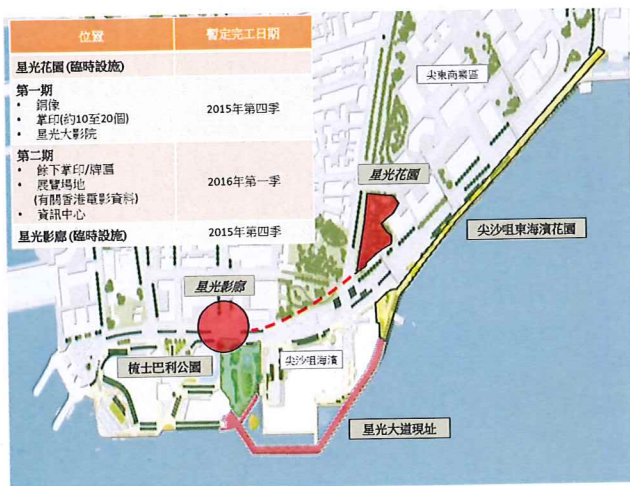 位置 暫定完工日期
星光花園 (臨時設施)
第一期
• 銅像
• 掌印(約10至20個)
• 星光大影院
2015年第四季
第二期
• 餘下掌印/牌匾
• 展覽場地
(有關香港電影資料)
• 資訊中心
2016年第一季
星光影廊 (臨時設施) 2015年第四季
尖東商業區
星光花園
尖沙咀東海濱花園
星光影廊
梳士巴利公園
尖沙咀海濱
星光大道現址